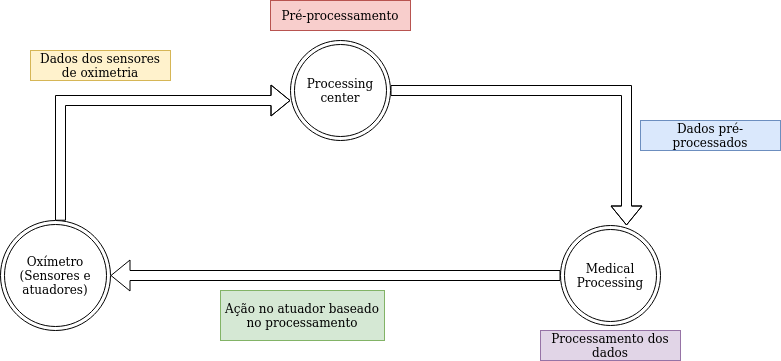 Pré-processamento
Dados dos sensores
de oximetria
Processing
center
Dados pré-
processados
Oxímetro
(Sensores e
atuadores)
Medical
Processing
Ação no atuador baseado
no processamento
Processamento dos
dados